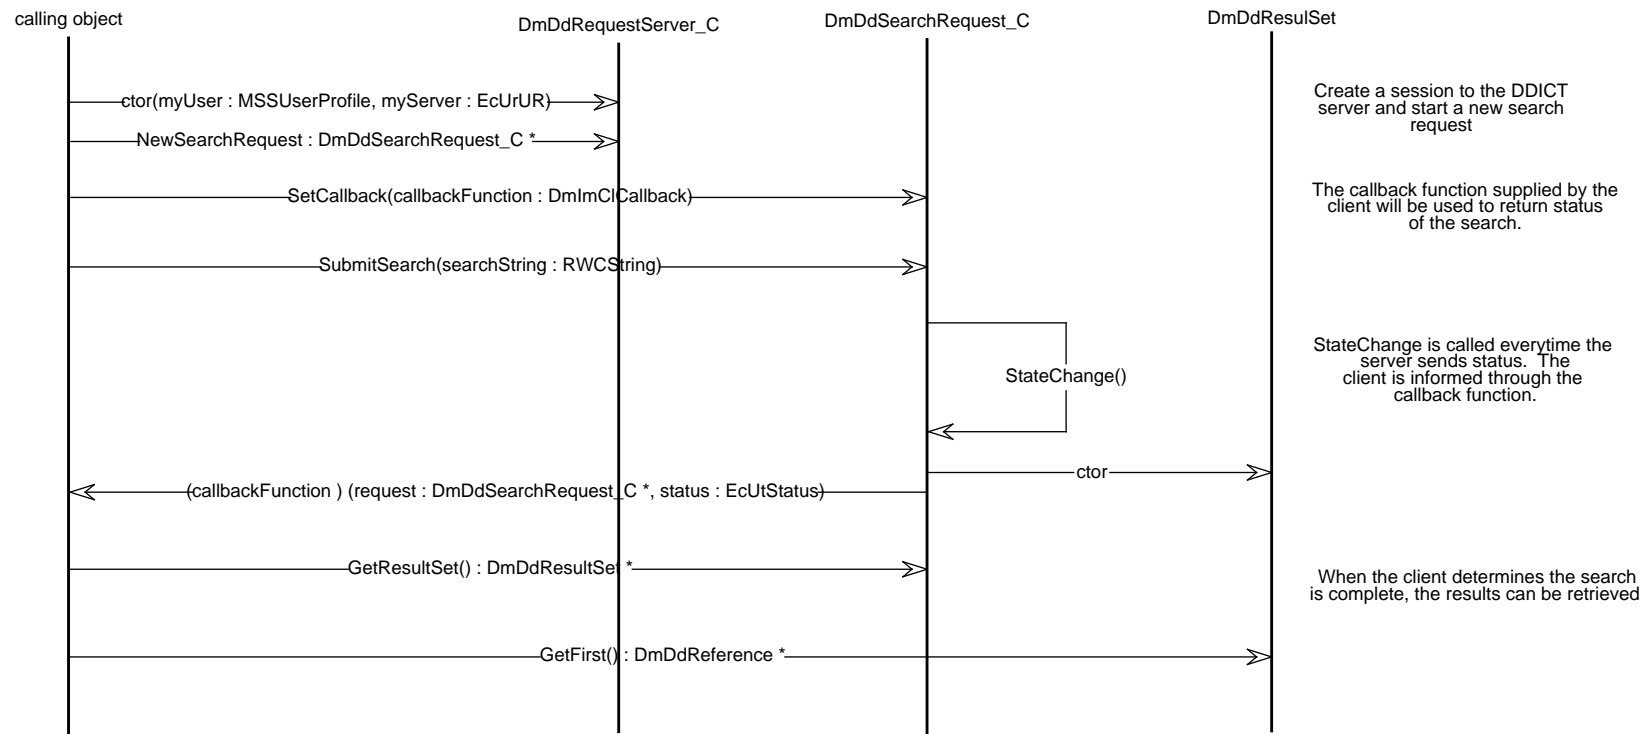 calling object
DmDdRequestServer_C
DmDdSearchRequest_C
DmDdResulSet
ctor(myUser : MSSUserProfile, myServer : EcUrUR)
Create a session to the DDICT
server and start a new search
request
NewSearchRequest : DmDdSearchRequest_C *
SetCallback(callbackFunction : DmImClCallback)
The callback function supplied by the
client will be used to return status
of the search.
SubmitSearch(searchString : RWCString)
StateChange()
StateChange is called everytime the
server sends status.  The
client is informed through the
callback function.
ctor
(callbackFunction ) (request : DmDdSearchRequest_C *, status : EcUtStatus)
GetResultSet() : DmDdResultSet *
When the client determines the search
is complete, the results can be retrieved
GetFirst() : DmDdReference *